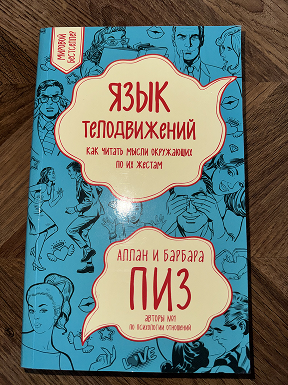 МИРОВОЙ
БЕСТСЕЛЛЕР
ЯЗЫК
ТЕЛОДВИЖЕНИЙ
КАК ЧИТАТЬ МЫСЛИ ОКРУЖАЮЩИХ
ПО ИХ ЖЕСТАМ
АЛЛАН И БАРБАРА
ПИЗ
АВТОРЫ №1
ПО ПСИХОЛОГИИ ОТНОШЕНИЙ